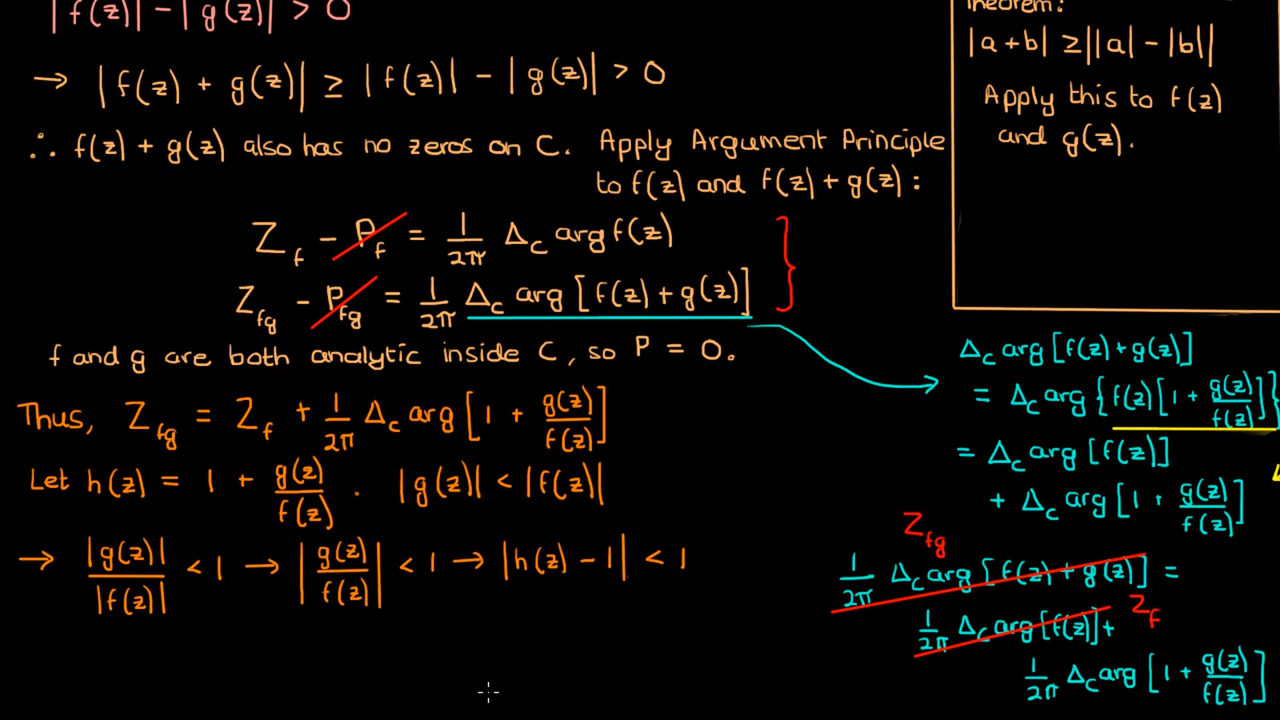 |f(z)| - |g(z)| > 0
→ |f(z) + g(z)| ≥ |f(z)| - |g(z)| > 0
∴ f(z) + g(z) also has no zeros on C. Apply Argument Principle
to f(z) and f(z) + g(z) :
Z_f - P_f = 1/2π Δ_C arg f(z)
Z_fg - P_fg = 1/2π Δ_C arg [f(z) + g(z)]
f and g are both analytic inside C, so P = 0.
Thus, Z_fg = Z_f + 1/2π Δ_C arg [1 + g(z)/f(z)]
Let h(z) = 1 + g(z)/f(z). |g(z)| < |f(z)|
→ |g(z)|/|f(z)| < 1 → |g(z)/f(z)| < 1 → |h(z) - 1| < 1
Theorem:
|a + b| ≥ ||a| - |b||
Apply this to f(z)
and g(z).
Δ_C arg [f(z) + g(z)]
= Δ_C arg {f(z) [1 + g(z)/f(z)]}
= Δ_C arg [f(z)]
+ Δ_C arg [1 + g(z)/f(z)]
Z_fg
1/2π Δ_C arg [f(z) + g(z)] =
Z_f
1/2π Δ_C arg [f(z)] +
1/2π Δ_C arg [1 + g(z)/f(z)]